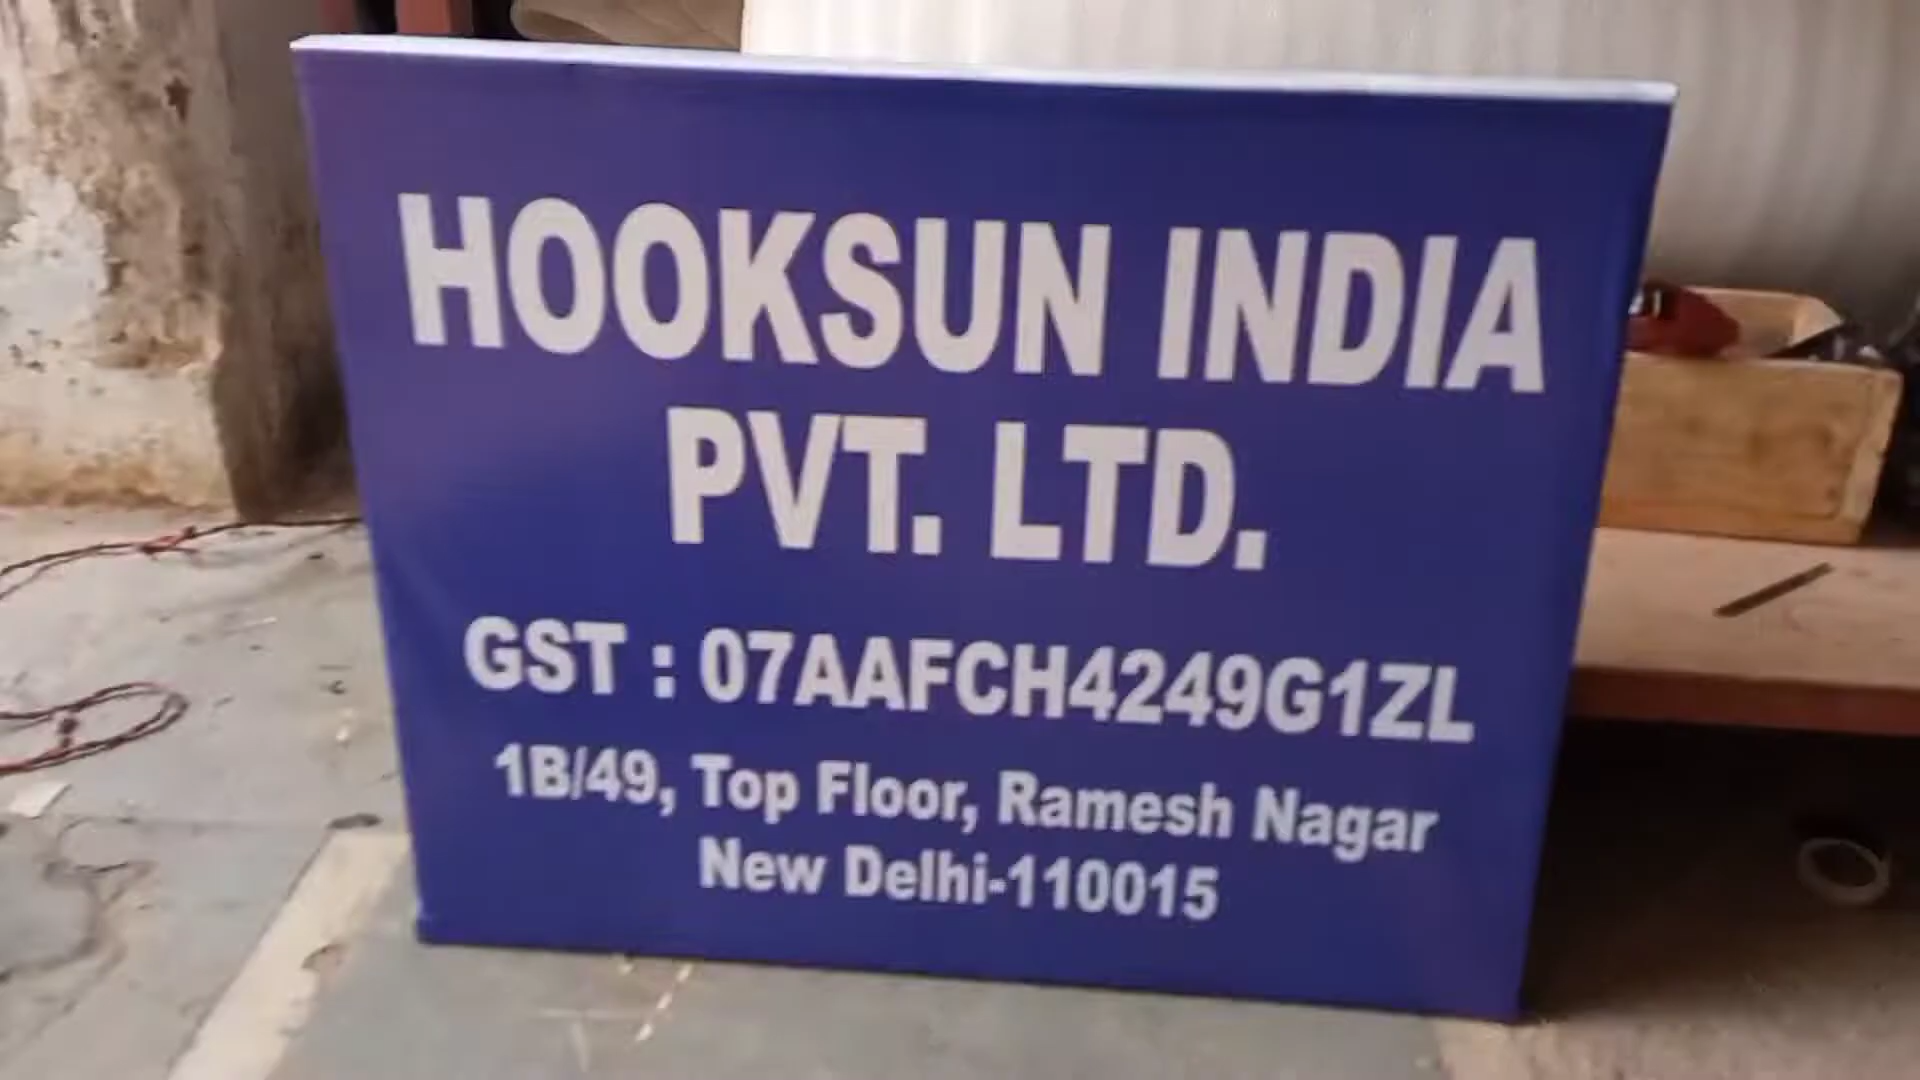 HOOKSUN INDIA
PVT. LTD.
GST : 07AAFCH4249G1ZL
1B/49, Top Floor, Ramesh Nagar
New Delhi-110015